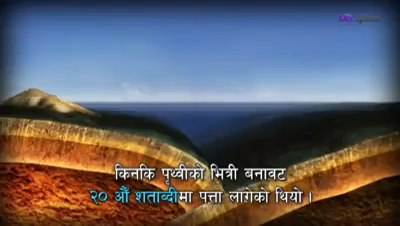 किनकि पृथ्वीको भित्री बनावट
२० औँ शताब्दीमा पत्ता लागेको थियो।